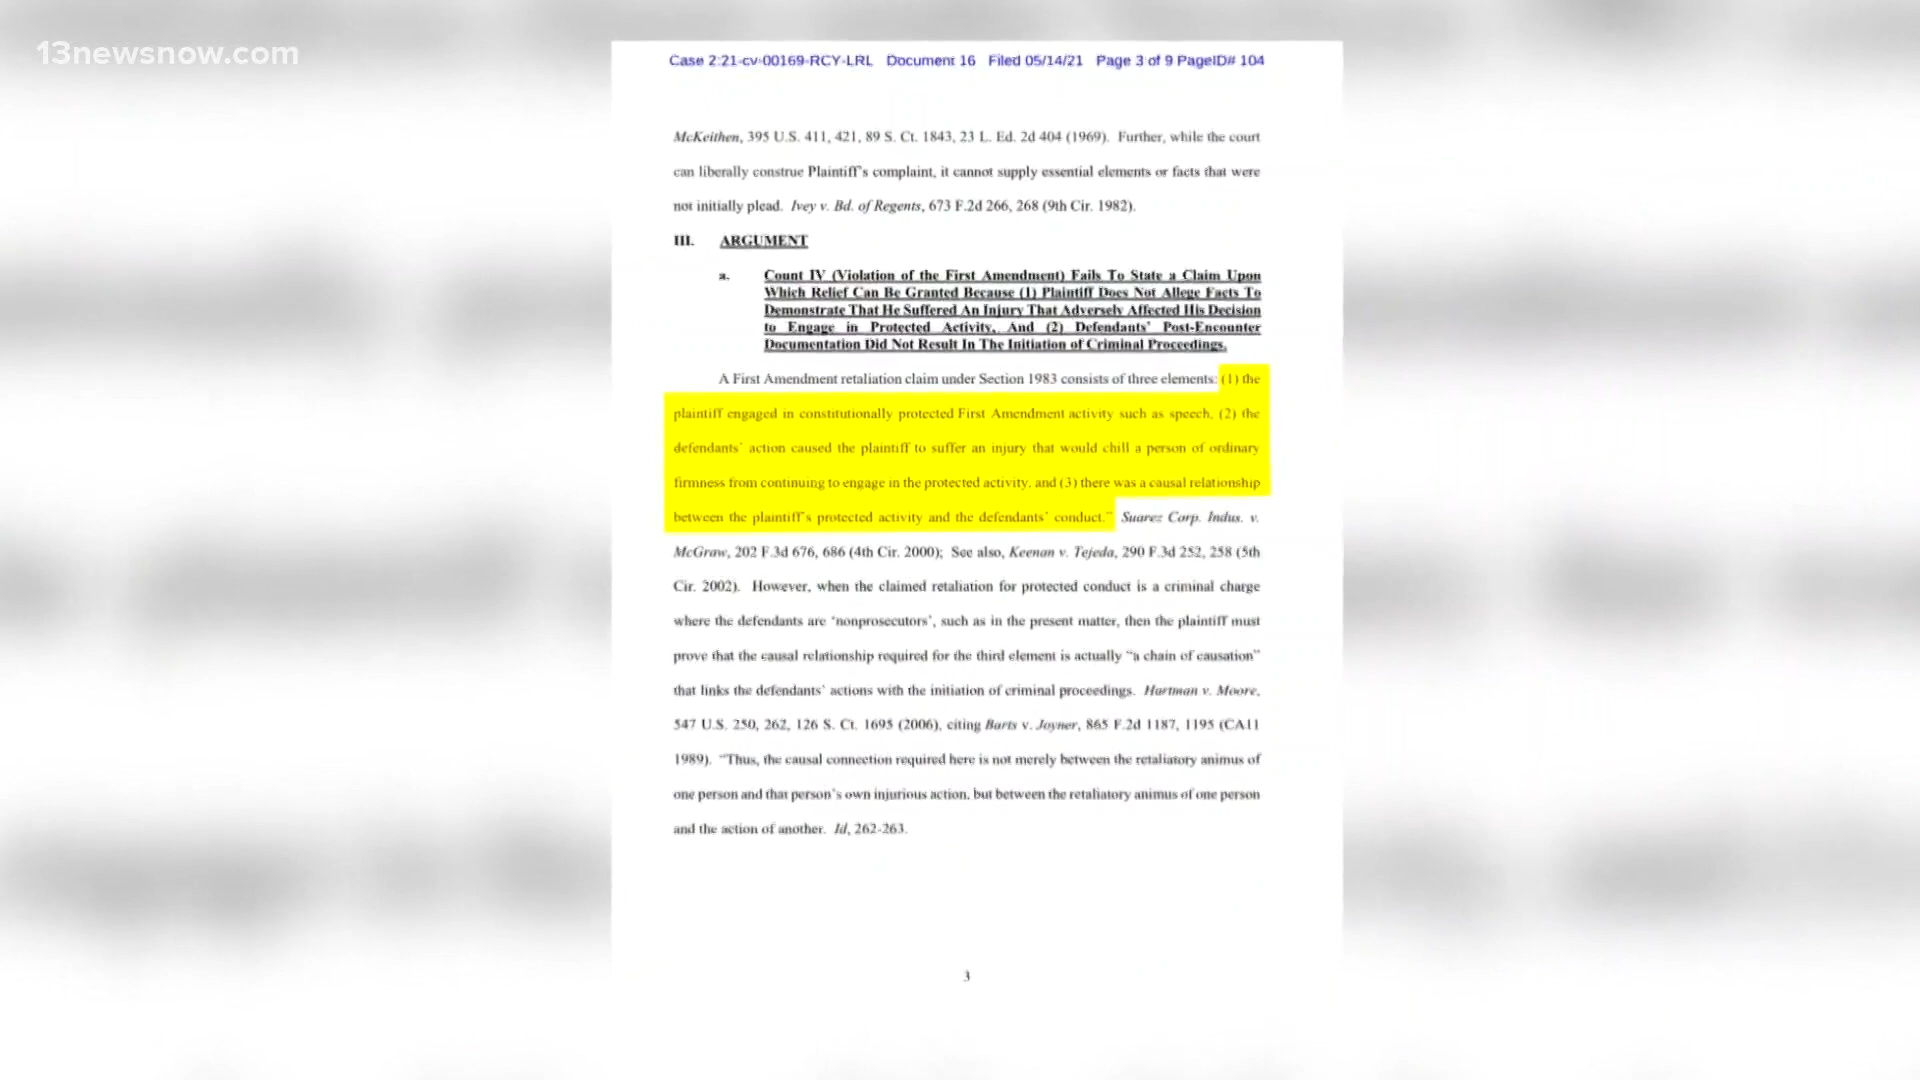 13newsnow.com
Case 2:21-cv-00169-RCY-LRL Document 16 Filed 05/14/21 Page 3 of 9 PageID# 104
McKeithen, 395 U.S. 411, 421, 89 S. Ct. 1843, 23 L. Ed. 2d 404 (1969). Further, while the court
can liberally construe Plaintiff's complaint, it cannot supply essential elements or facts that were
not initially plead. Ivey v. Bd. of Regents, 673 F.2d 266, 268 (9th Cir. 1982).
III. ARGUMENT
a. Count IV (Violation of the First Amendment) Fails To State a Claim Upon
Which Relief Can Be Granted Because (1) Plaintiff Does Not Allege Facts To
Demonstrate That He Suffered An Injury That Adversely Affected His Decision
to Engage in Protected Activity, And (2) Defendants' Post-Encounter
Documentation Did Not Result In The Initiation of Criminal Proceedings.
A First Amendment retaliation claim under Section 1983 consists of three elements: (1) the
plaintiff engaged in constitutionally protected First Amendment activity such as speech, (2) the
defendants' action caused the plaintiff to suffer an injury that would chill a person of ordinary
firmness from continuing to engage in the protected activity, and (3) there was a causal relationship
between the plaintiff's protected activity and the defendants' conduct." Suarez Corp. Indus. v.
McGraw, 202 F.3d 676, 686 (4th Cir. 2000); See also, Keenan v. Tejeda, 290 F.3d 252, 258 (5th
Cir. 2002). However, when the claimed retaliation for protected conduct is a criminal charge
where the defendants are 'nonprosecutors', such as in the present matter, then the plaintiff must
prove that the causal relationship required for the third element is actually "a chain of causation"
that links the defendants' actions with the initiation of criminal proceedings. Hartman v. Moore,
547 U.S. 250, 262, 126 S. Ct. 1695 (2006), citing Barts v. Joyner, 865 F.2d 1187, 1195 (CA11
1989). "Thus, the causal connection required here is not merely between the retaliatory animus of
one person and that person's own injurious action, but between the retaliatory animus of one person
and the action of another. Id, 262-263.
3